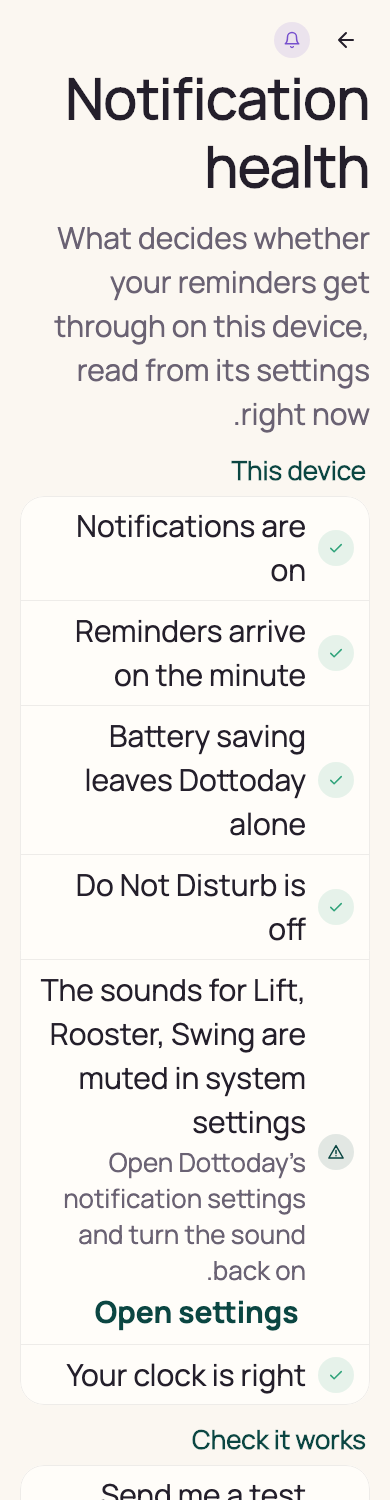 Notification
health
What decides whether
your reminders get
through on this device,
read from its settings
.right now
This device
Notifications are
on
Reminders arrive
on the minute
Battery saving
leaves Dottoday
alone
Do Not Disturb is
off
The sounds for Lift,
Rooster, Swing are
muted in system
settings
Open Dottoday's
notification settings
and turn the sound
.back on
Open settings
Your clock is right
Check it works
Send me a test